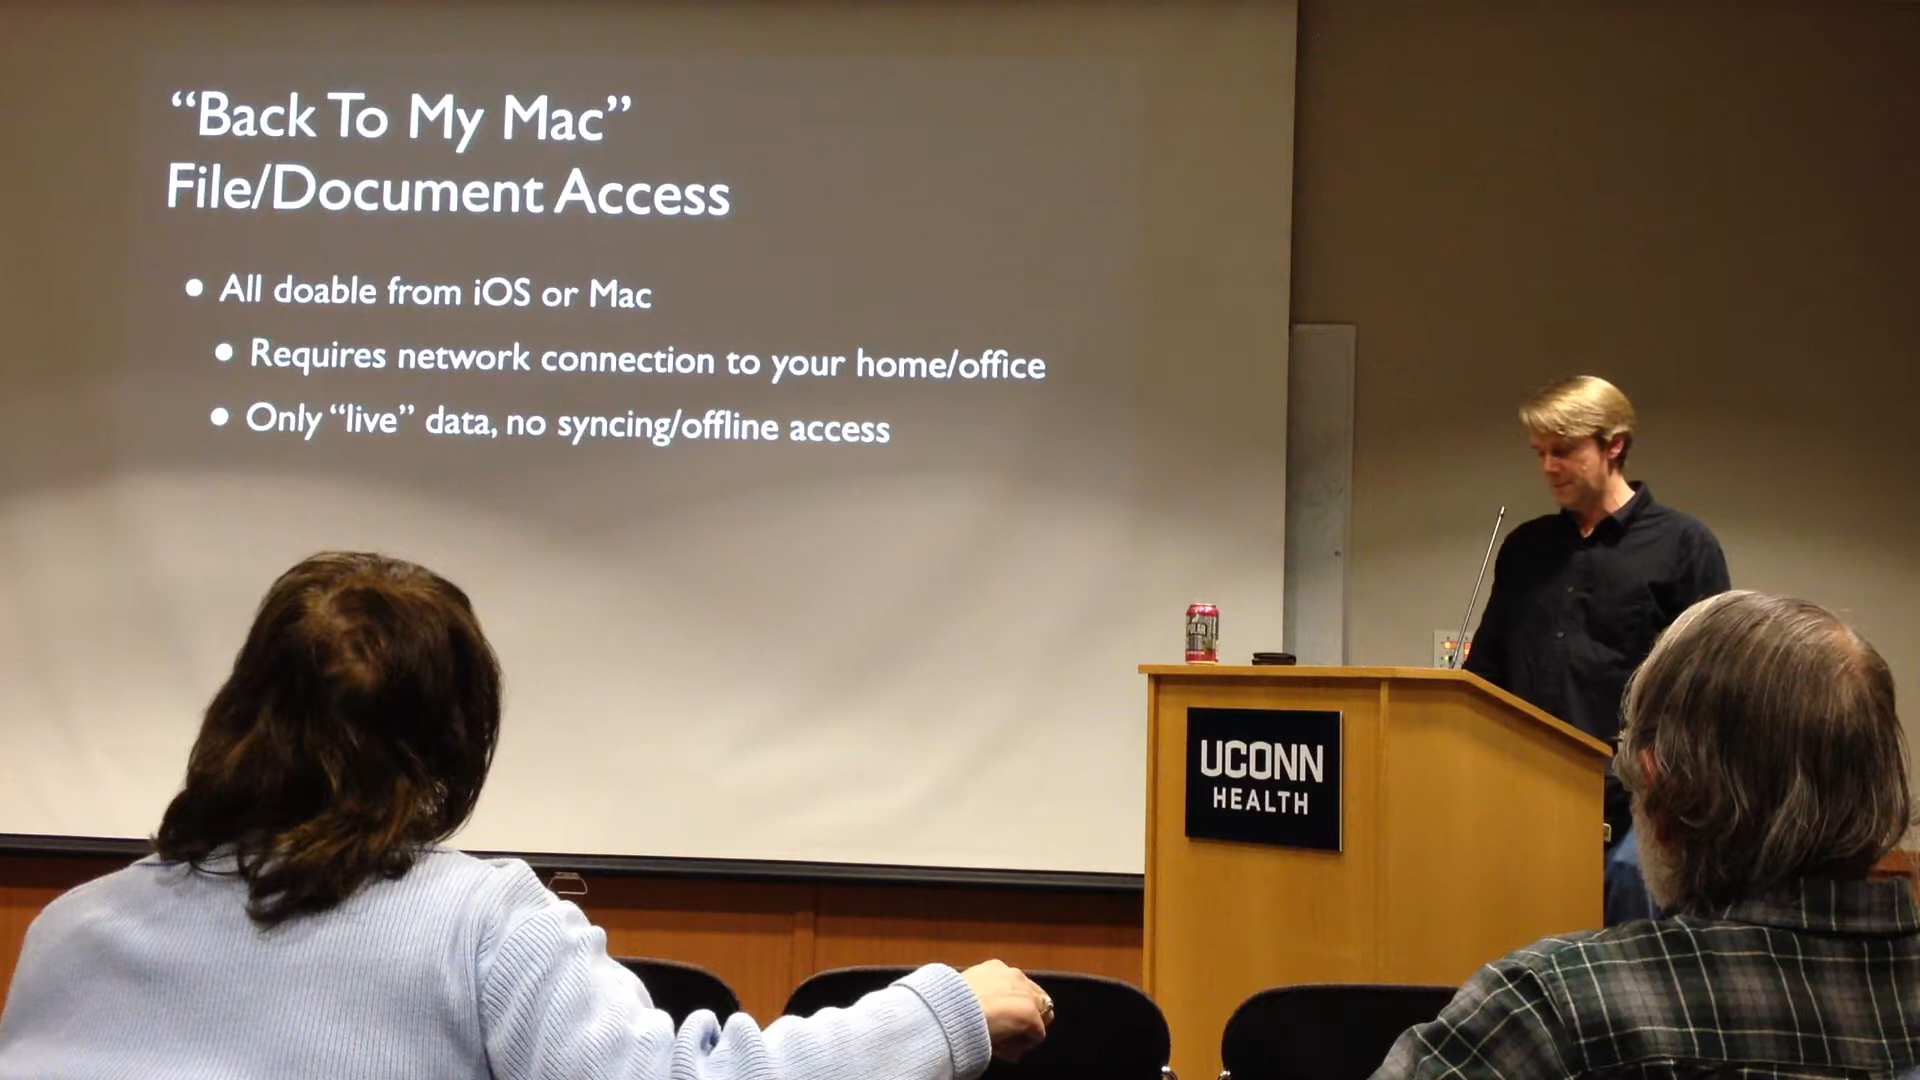 “Back To My Mac”
File/Document Access
• All doable from iOS or Mac
• Requires network connection to your home/office
• Only “live” data, no syncing/offline access
POLAR
UCONN
HEALTH